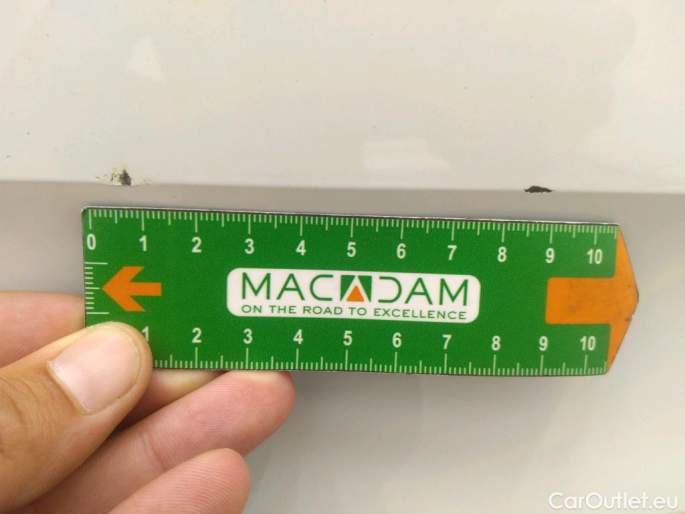 0 1 2 3 4 5 6 7 8 9 10
MACADAM
ON THE ROAD TO EXCELLENCE
1 2 3 4 5 6 7 8 9 10
CarOutlet.eu